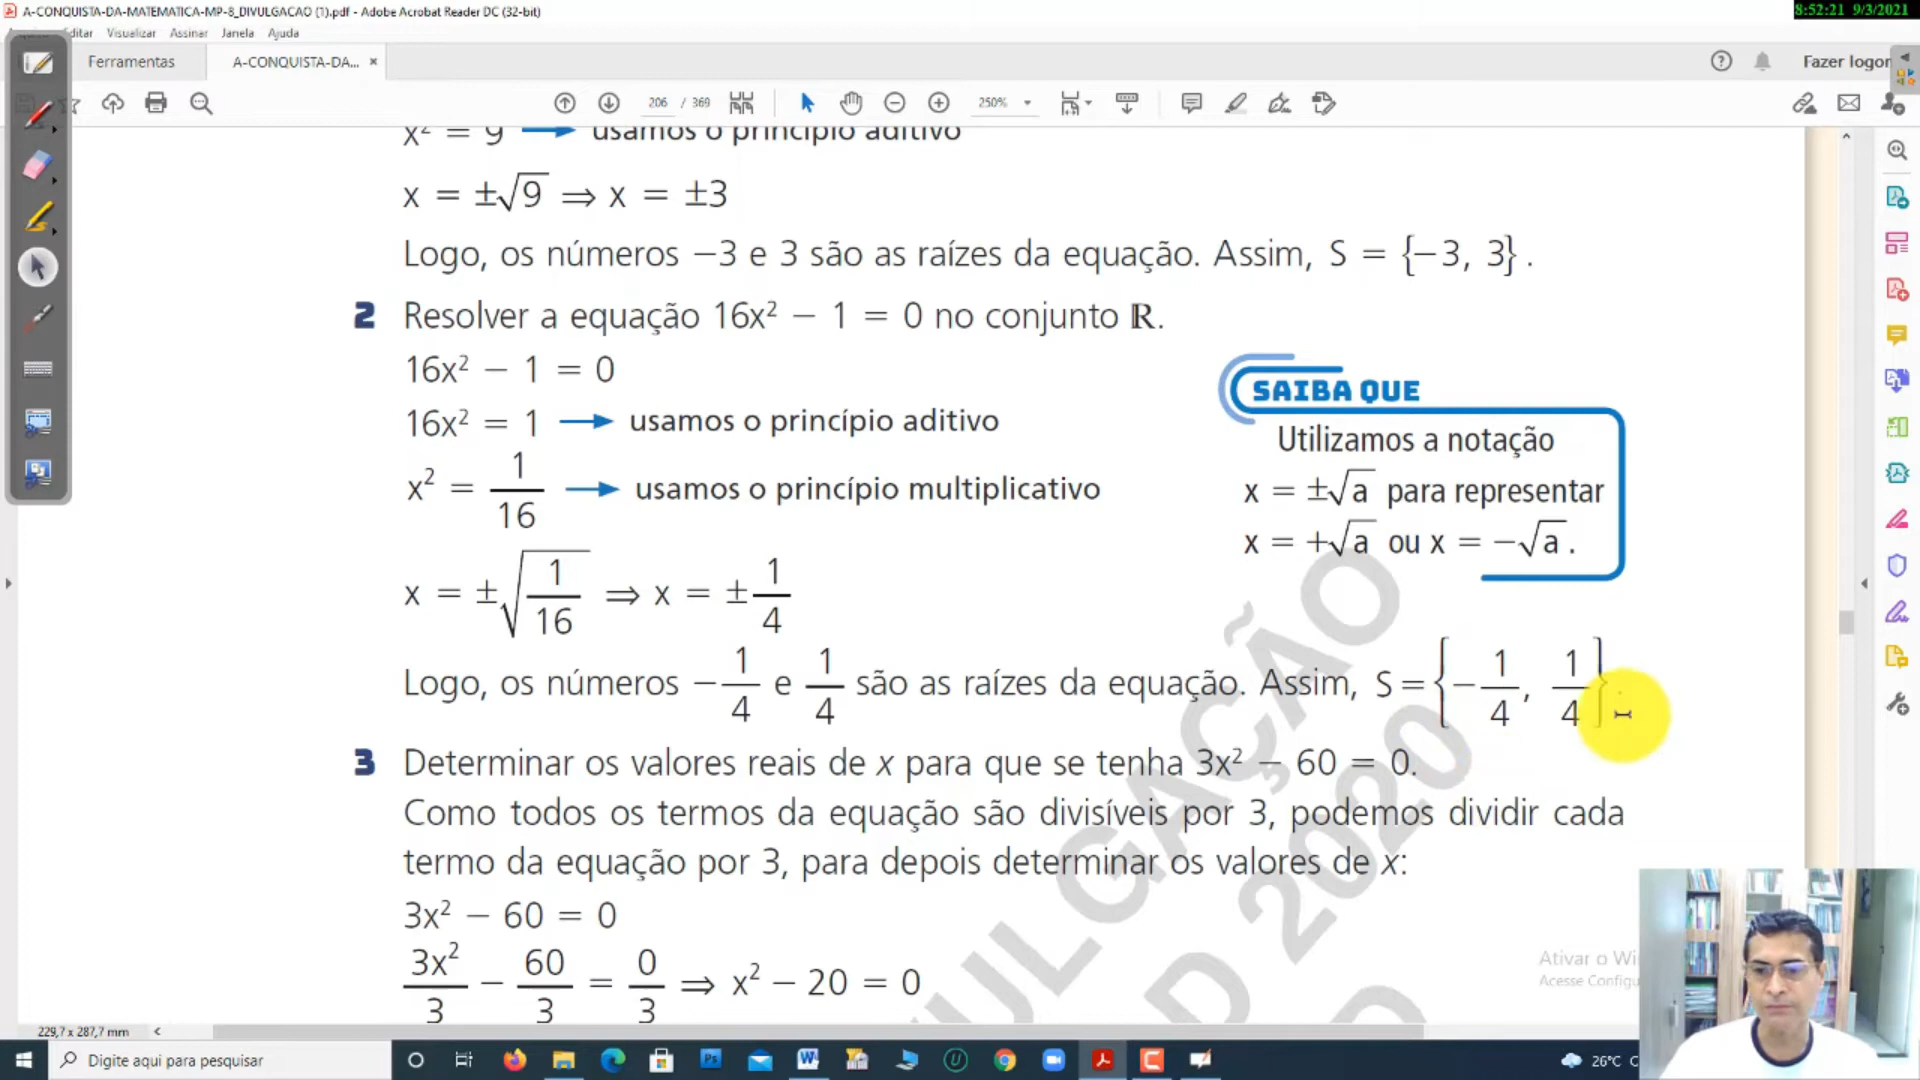 A-CONQUISTA-DA-MATEMATICA-MP-8_DIVULGACAO (1).pdf - Adobe Acrobat Reader DC (32-bit)
8:52:21 9/3/2021
Editar Visualizar Assinar Janela Ajuda
Ferramentas
A-CONQUISTA-DA... ×
Fazer logon
206 / 369
250%
x² = 9 → usamos o princípio aditivo
x = ±√9 ⇒ x = ±3
Logo, os números −3 e 3 são as raízes da equação. Assim, S = {−3, 3}.
2 Resolver a equação 16x² − 1 = 0 no conjunto ℝ.
16x² − 1 = 0
16x² = 1 → usamos o princípio aditivo
x² = 1/16 → usamos o princípio multiplicativo
x = ±√(1/16) ⇒ x = ±1/4
SAIBA QUE
Utilizamos a notação
x = ±√a para representar
x = +√a ou x = −√a.
Logo, os números −1/4 e 1/4 são as raízes da equação. Assim, S = {−1/4, 1/4}.
3 Determinar os valores reais de x para que se tenha 3x² − 60 = 0.
Como todos os termos da equação são divisíveis por 3, podemos dividir cada
termo da equação por 3, para depois determinar os valores de x:
3x² − 60 = 0
3x²/3 − 60/3 = 0/3 ⇒ x² − 20 = 0
ULGAÇÃO
D 2020
Ativar o Wi
Acesse Configu
229,7 x 287,7 mm
Digite aqui para pesquisar
26°C